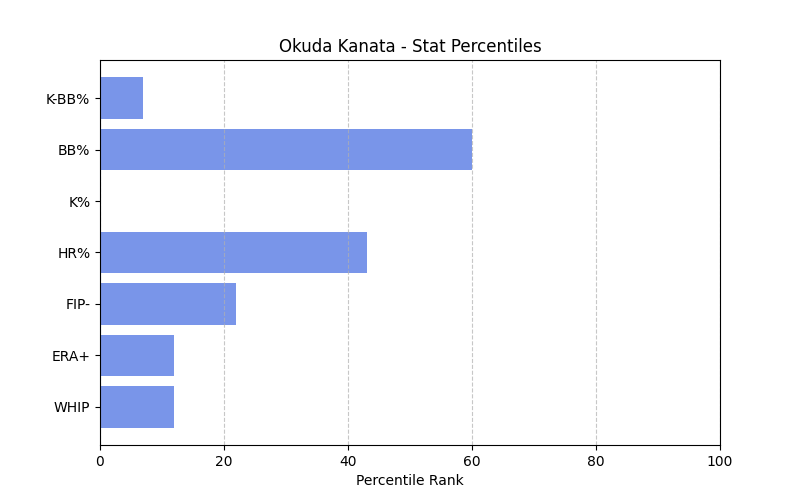 Okuda Kanata - Stat Percentiles
K-BB%
BB%
K%
HR%
FIP-
ERA+
WHIP
0 20 40 60 80 100
Percentile Rank